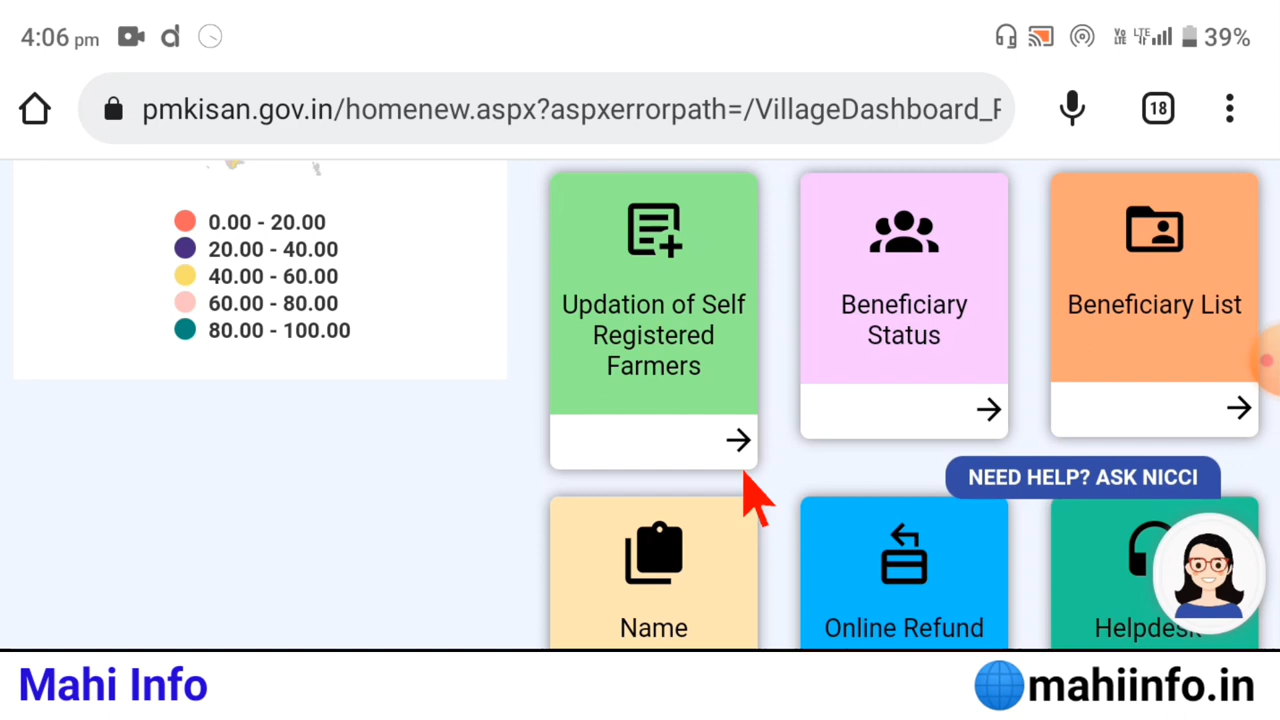 4:06 pm
39%
pmkisan.gov.in/homenew.aspx?aspxerrorpath=/VillageDashboard_
18
0.00 - 20.00
20.00 - 40.00
40.00 - 60.00
60.00 - 80.00
80.00 - 100.00
Updation of Self
Registered
Farmers
Beneficiary
Status
Beneficiary List
NEED HELP? ASK NICCI
Name
Online Refund
Helpdesk
Mahi Info
mahiinfo.in